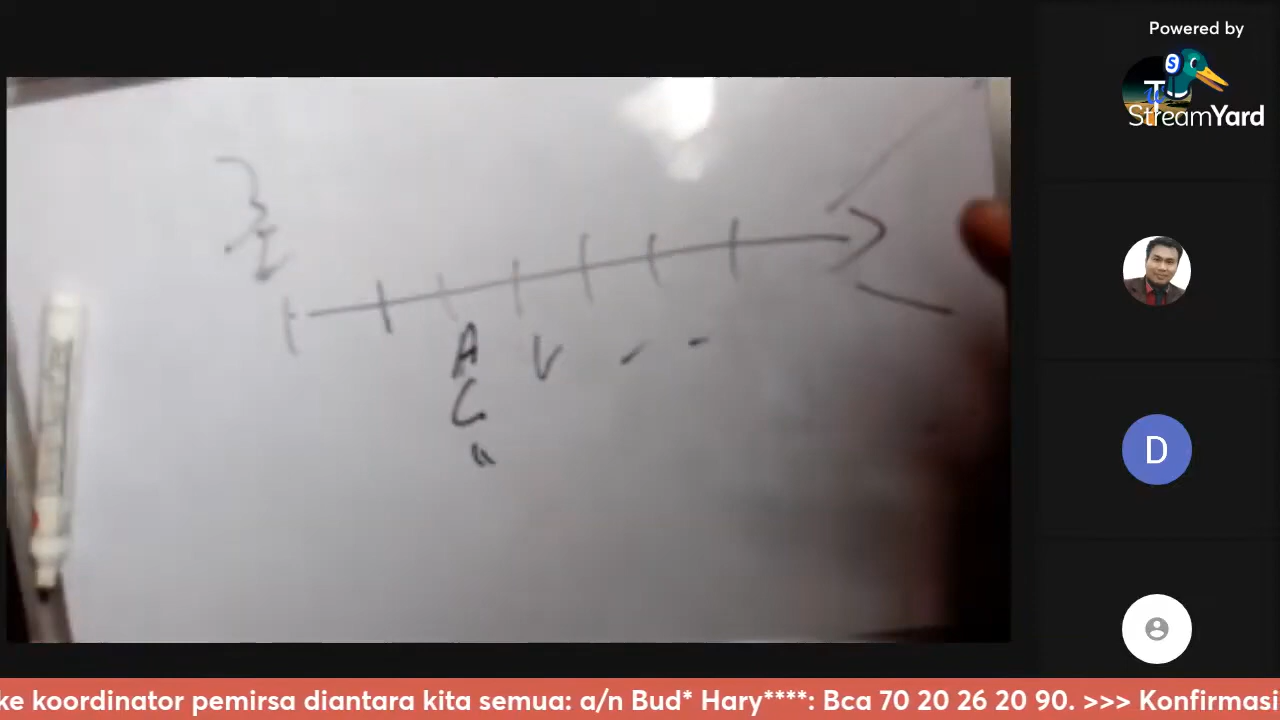 Powered by
StreamYard
A V - -
C
D
ke koordinator pemirsa diantara kita semua: a/n Bud* Hary****: Bca 70 20 26 20 90. >>> Konfirmasi